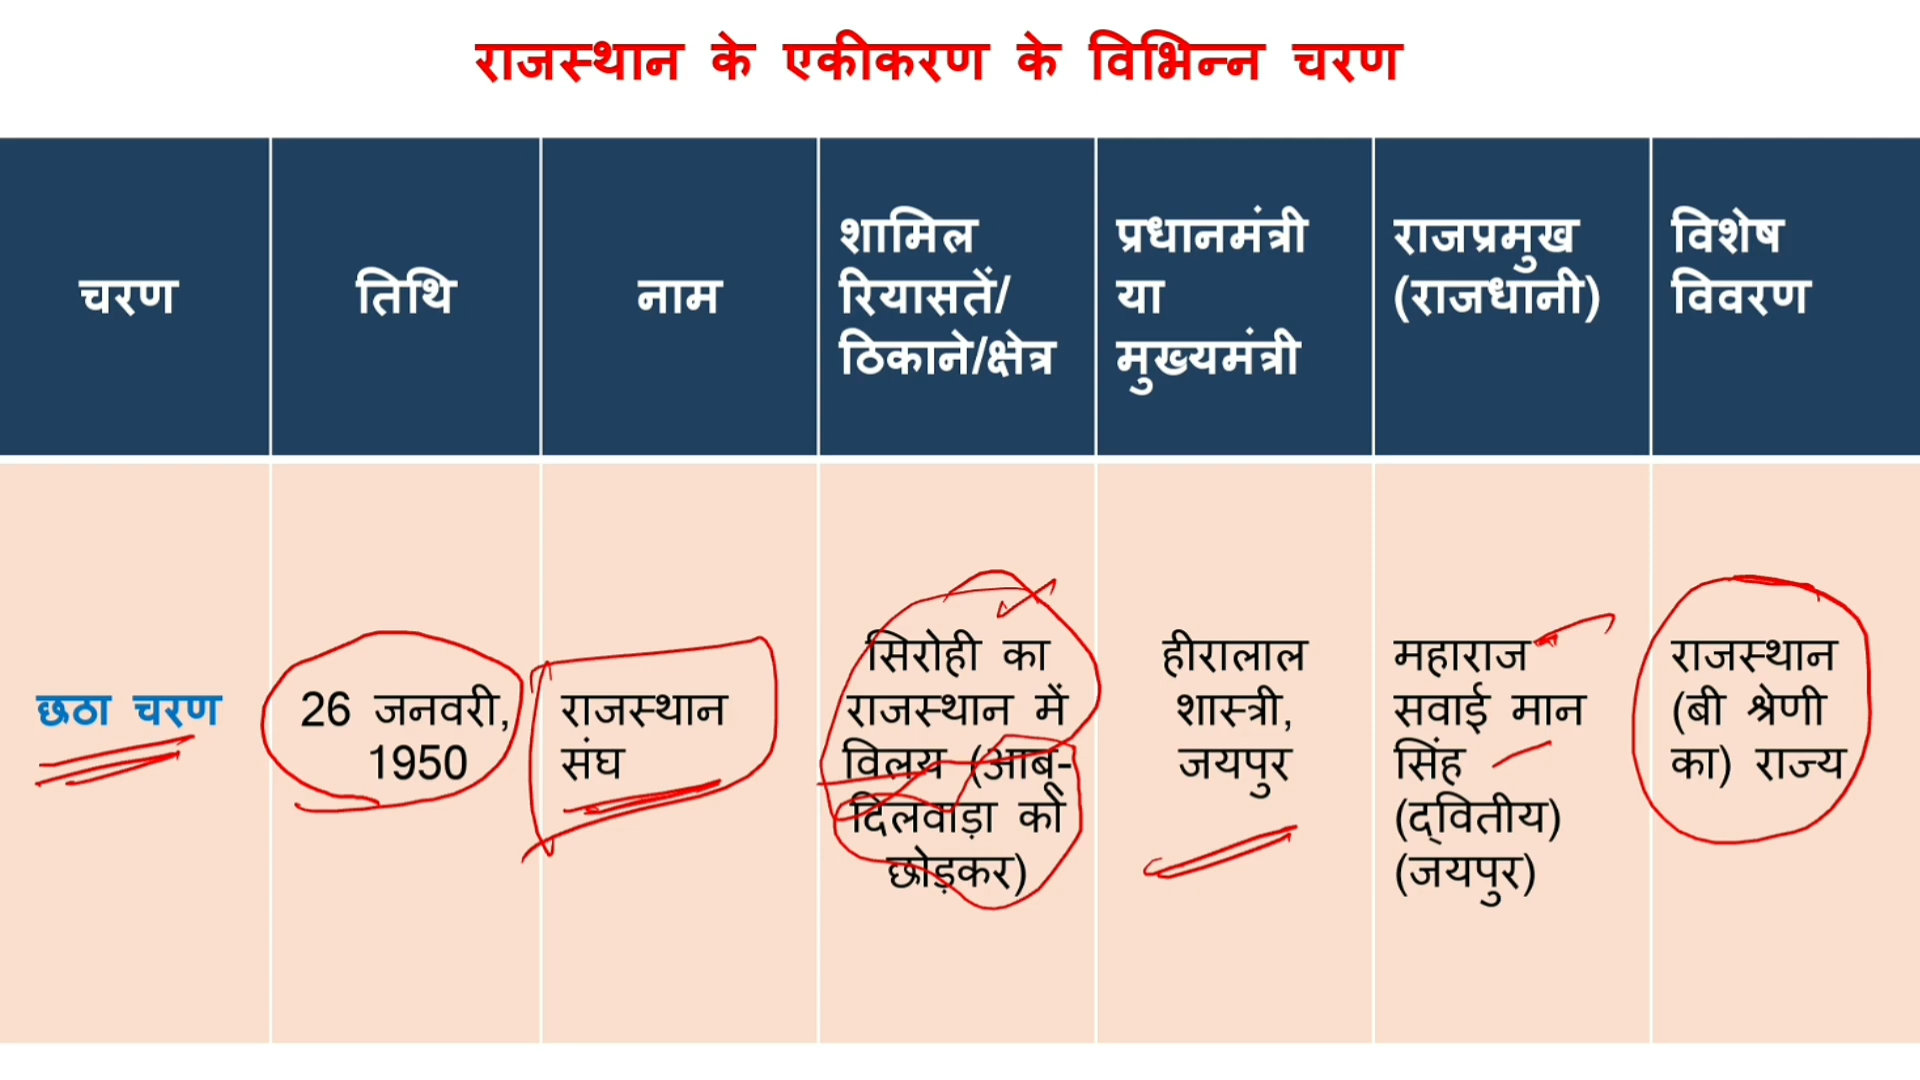 राजस्थान के एकीकरण के विभिन्न चरण
चरण
तिथि
नाम
शामिल
रियासतें/
ठिकाने/क्षेत्र
प्रधानमंत्री
या
मुख्यमंत्री
राजप्रमुख
(राजधानी)
विशेष
विवरण
छठा चरण
26 जनवरी,
1950
राजस्थान
संघ
सिरोही का
राजस्थान में
विलय (आबू-
दिलवाड़ा को
छोड़कर)
हीरालाल
शास्त्री,
जयपुर
महाराज
सवाई मान
सिंह
(द्वितीय)
(जयपुर)
राजस्थान
(बी श्रेणी
का) राज्य